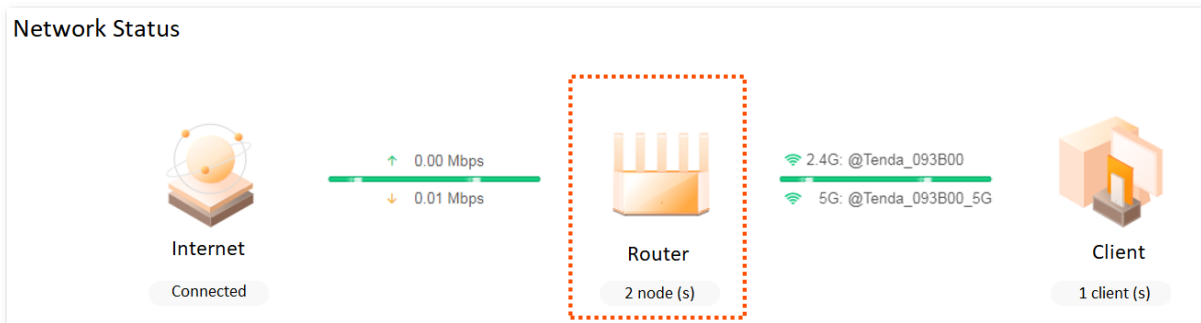 Network Status
↑ 0.00 Mbps
↓ 0.01 Mbps
2.4G: @Tenda_093B00
5G: @Tenda_093B00_5G
Internet
Router
Client
Connected
2 node (s)
1 client (s)